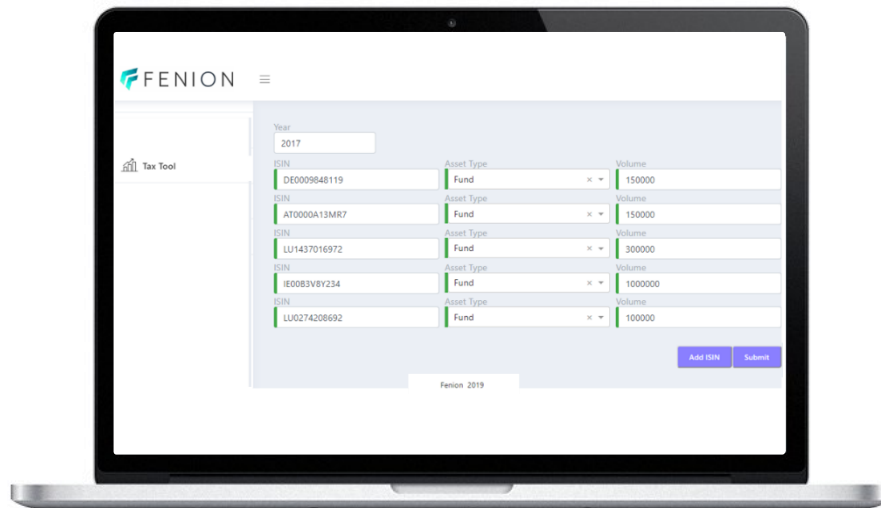 FENION
Tax Tool
Year
2017
ISIN Asset Type Volume
DE0009848119 Fund 150000
ISIN Asset Type Volume
AT0000A13MR7 Fund 150000
ISIN Asset Type Volume
LU1437016972 Fund 300000
ISIN Asset Type Volume
IE00B3V8Y234 Fund 1000000
ISIN Asset Type Volume
LU0274208692 Fund 100000
Add ISIN Submit
Fenion 2019